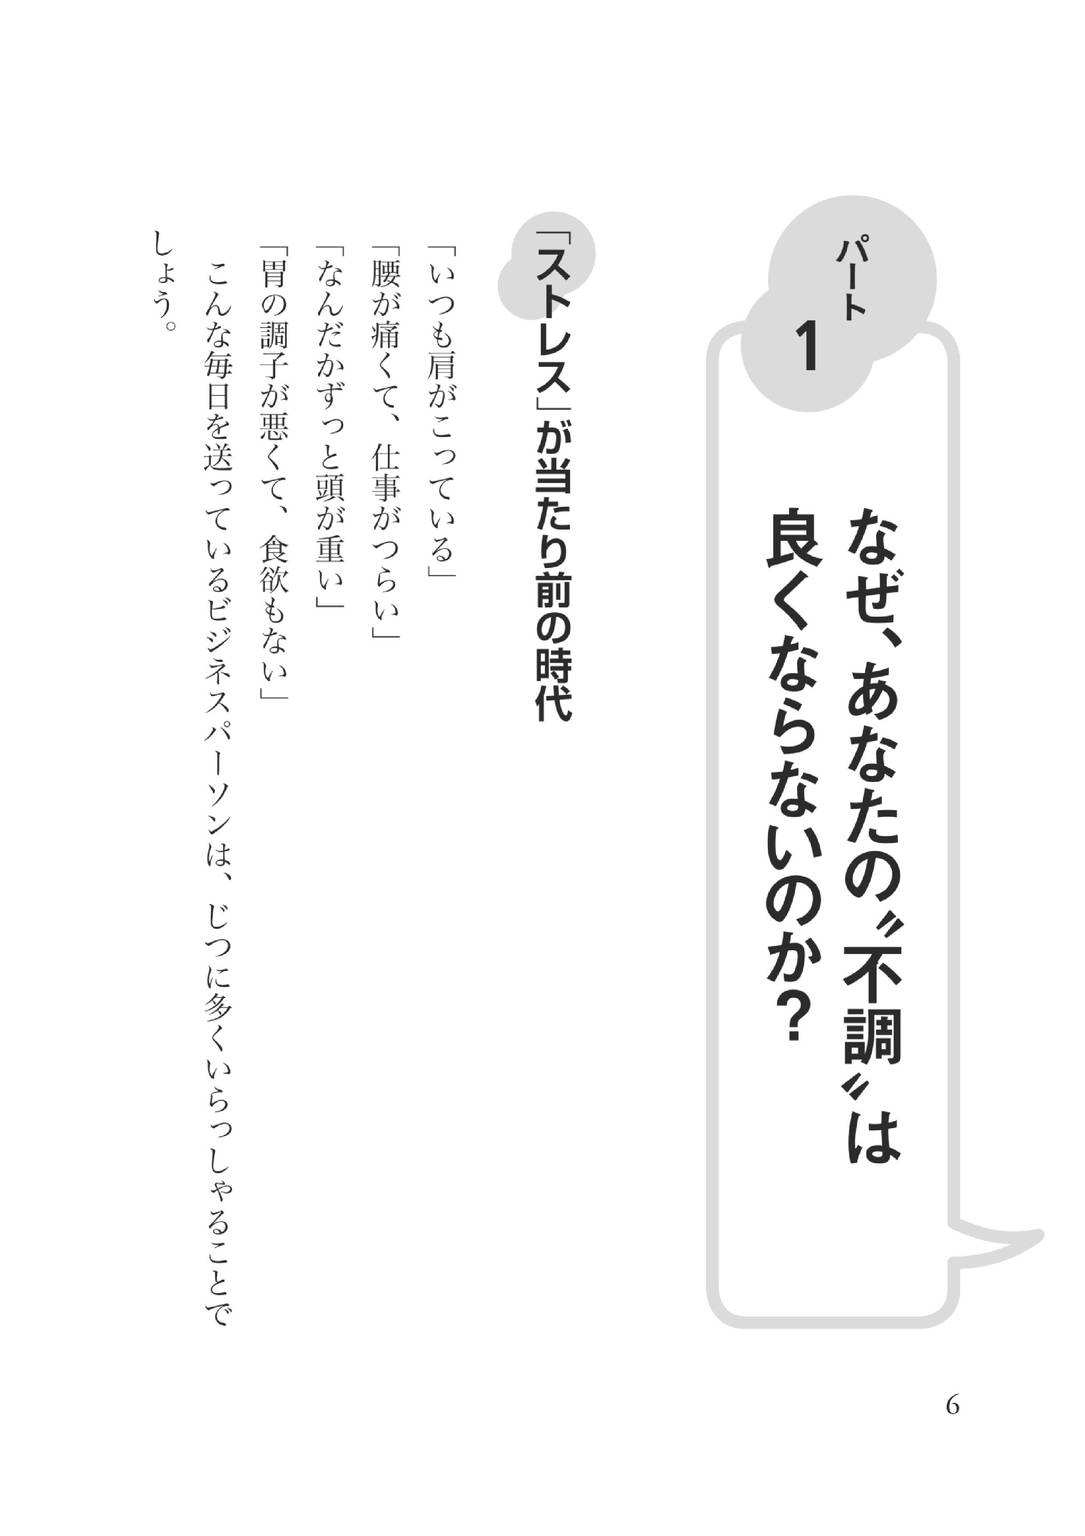 パート
1
なぜ、あなたの〝不調〟は
良くならないのか?
「ストレス」が当たり前の時代
「いつも肩がこっている」
「腰が痛くて、仕事がつらい」
「なんだかずっと頭が重い」
「胃の調子が悪くて、食欲もない」
こんな毎日を送っているビジネスパーソンは、じつに多くいらっしゃることで
しょう。
6